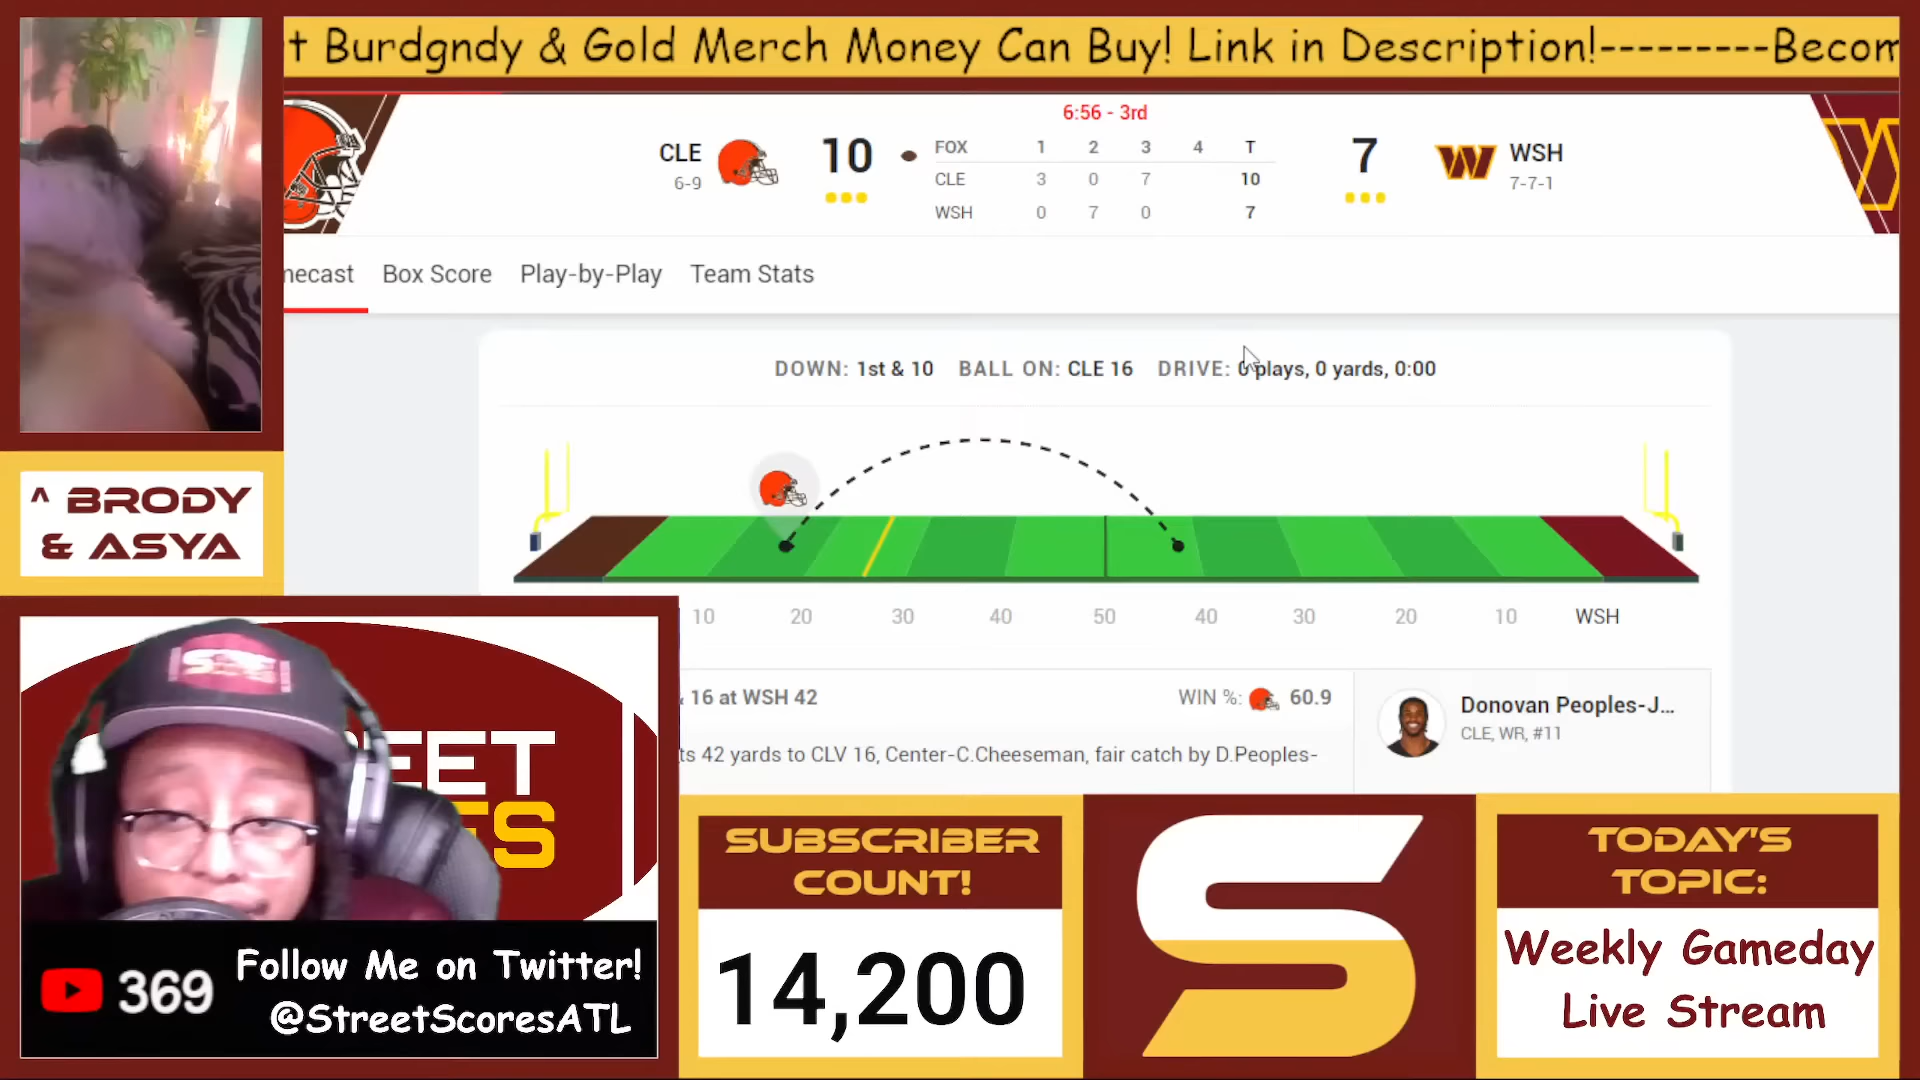 t Burdgndy & Gold Merch Money Can Buy! Link in Description!---------Becom
6:56 - 3rd
CLE 10 FOX 1 2 3 4 T 7 WSH
6-9 CLE 3 0 7 10 7-7-1
WSH 0 7 0 7
necast Box Score Play-by-Play Team Stats
DOWN: 1st & 10 BALL ON: CLE 16 DRIVE: 0 plays, 0 yards, 0:00
10 20 30 40 50 40 30 20 10 WSH
^ BRODY
& ASYA
& 16 at WSH 42 WIN %: 60.9
ts 42 yards to CLV 16, Center-C.Cheeseman, fair catch by D.Peoples-
Donovan Peoples-J...
CLE, WR, #11
EET
ES
369
Follow Me on Twitter!
@StreetScoresATL
SUBSCRIBER
COUNT!
14,200
S
TODAY'S
TOPIC:
Weekly Gameday
Live Stream